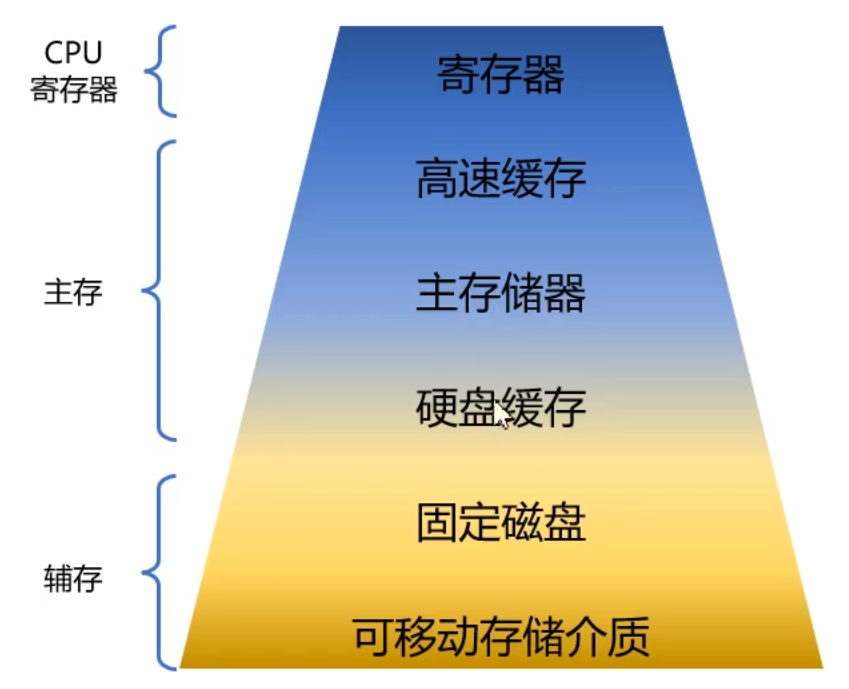 CPU
寄存器
寄存器
高速缓存
主存
主存储器
硬盘缓存
固定磁盘
辅存
可移动存储介质